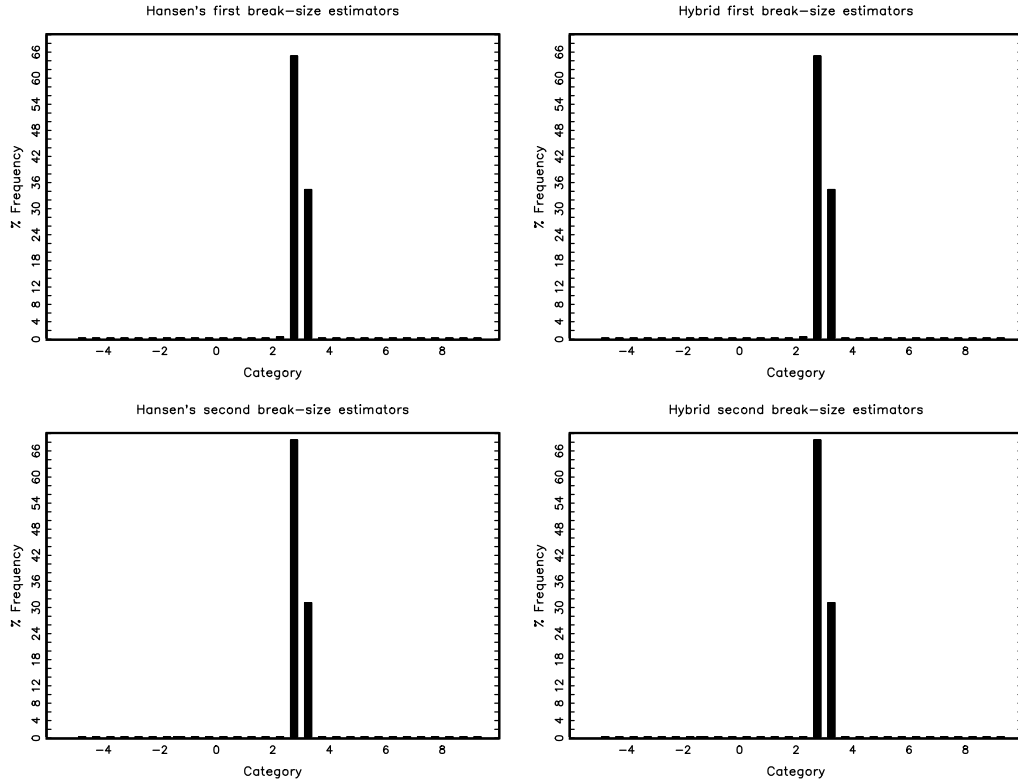 Hansen's first break-size estimators
% Frequency
0 4 8 12 18 24 30 36 42 48 54 60 66
-4 -2 0 2 4 6 8
Category
Hybrid first break-size estimators
% Frequency
0 4 8 12 18 24 30 36 42 48 54 60 66
-4 -2 0 2 4 6 8
Category
Hansen's second break-size estimators
% Frequency
0 4 8 12 18 24 30 36 42 48 54 60 66
-4 -2 0 2 4 6 8
Category
Hybrid second break-size estimators
% Frequency
0 4 8 12 18 24 30 36 42 48 54 60 66
-4 -2 0 2 4 6 8
Category